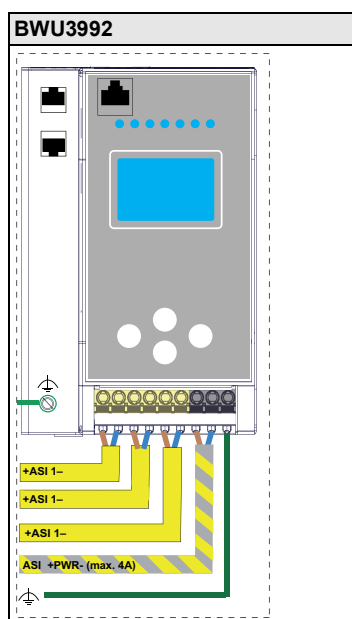 BWU3992
+ASI 1–
+ASI 1–
+ASI 1–
ASI +PWR- (max. 4A)